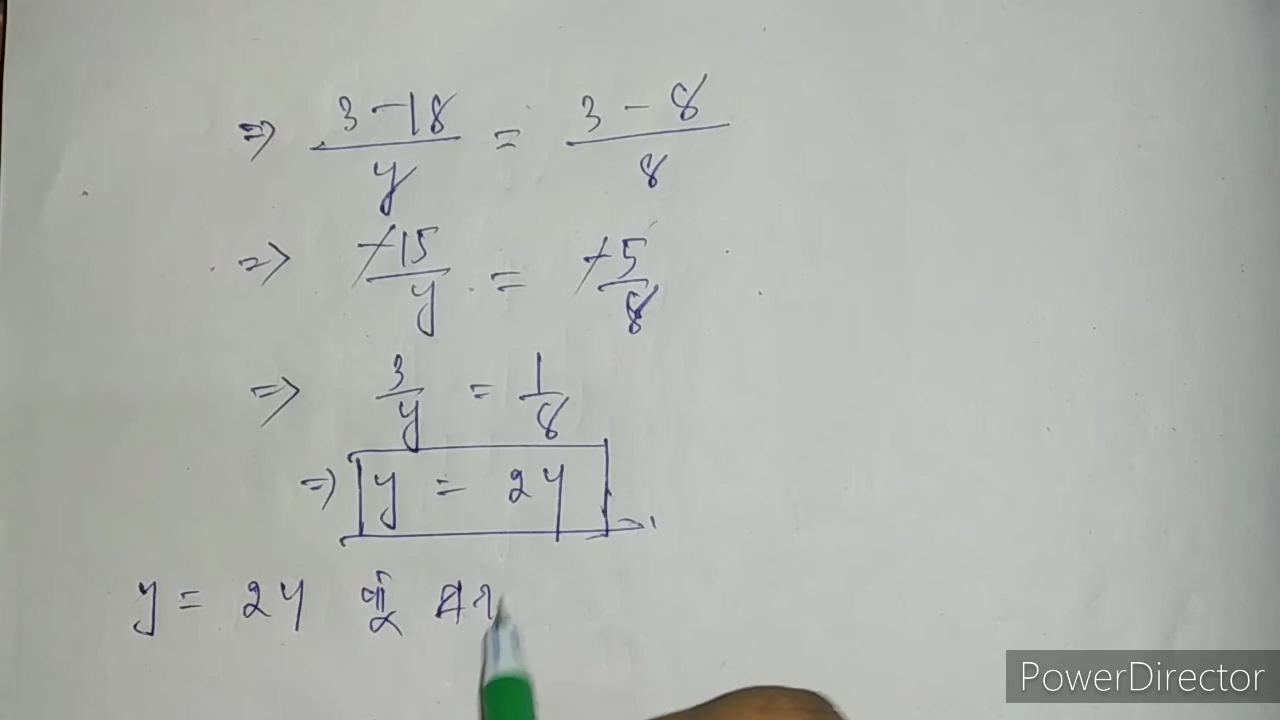 => 3-18/y = 3-8/8
=> -15/y = -5/8
=> 3/y = 1/8
=> y = 24
y = 24
PowerDirector